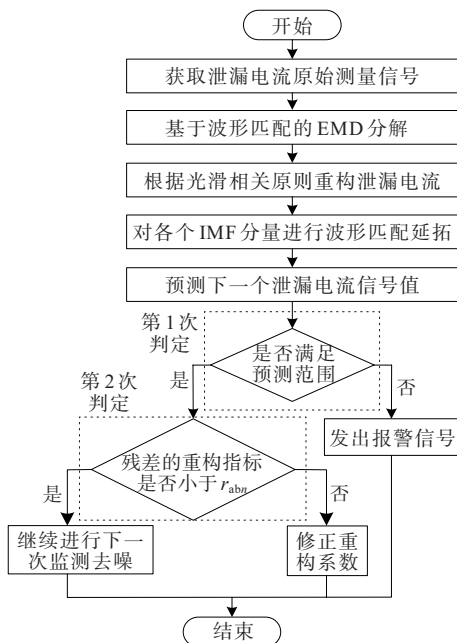 开始
获取泄漏电流原始测量信号
基于波形匹配的EMD分解
根据光滑相关原则重构泄漏电流
对各个IMF分量进行波形匹配延拓
预测下一个泄漏电流信号值
第1次
判定
是否满足
预测范围
是
否
第2次
判定
发出报警信号
残差的重构指标
是否小于r_abn
是
否
继续进行下一
次监测去噪
修正重
构系数
结束